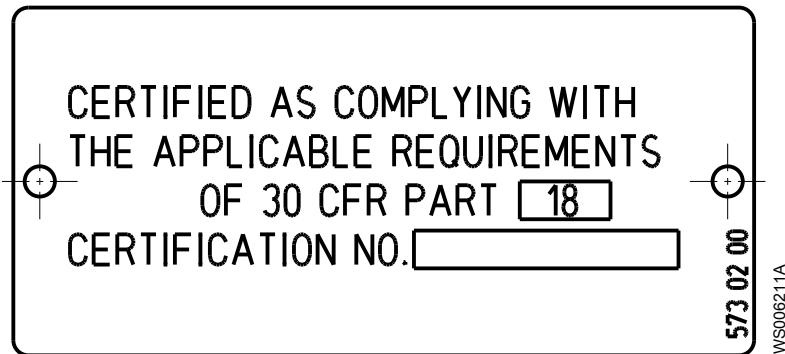 CERTIFIED AS COMPLYING WITH
THE APPLICABLE REQUIREMENTS
OF 30 CFR PART 18
CERTIFICATION NO.
573 02 00
WS006211A